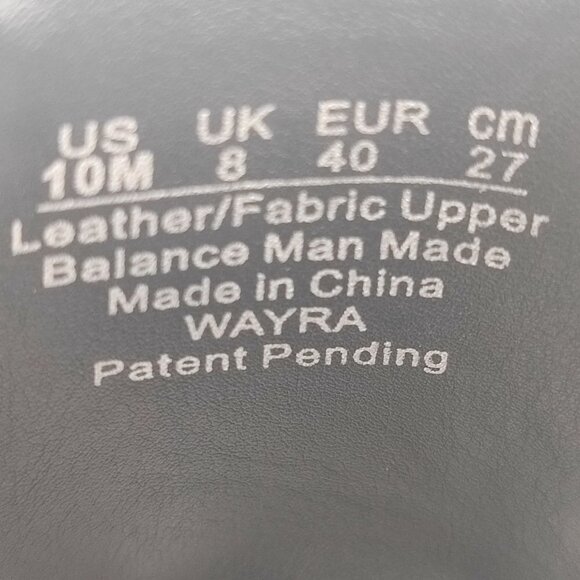 US UK EUR cm
10M 8 40 27
Leather/Fabric Upper
Balance Man Made
Made in China
WAYRA
Patent Pending